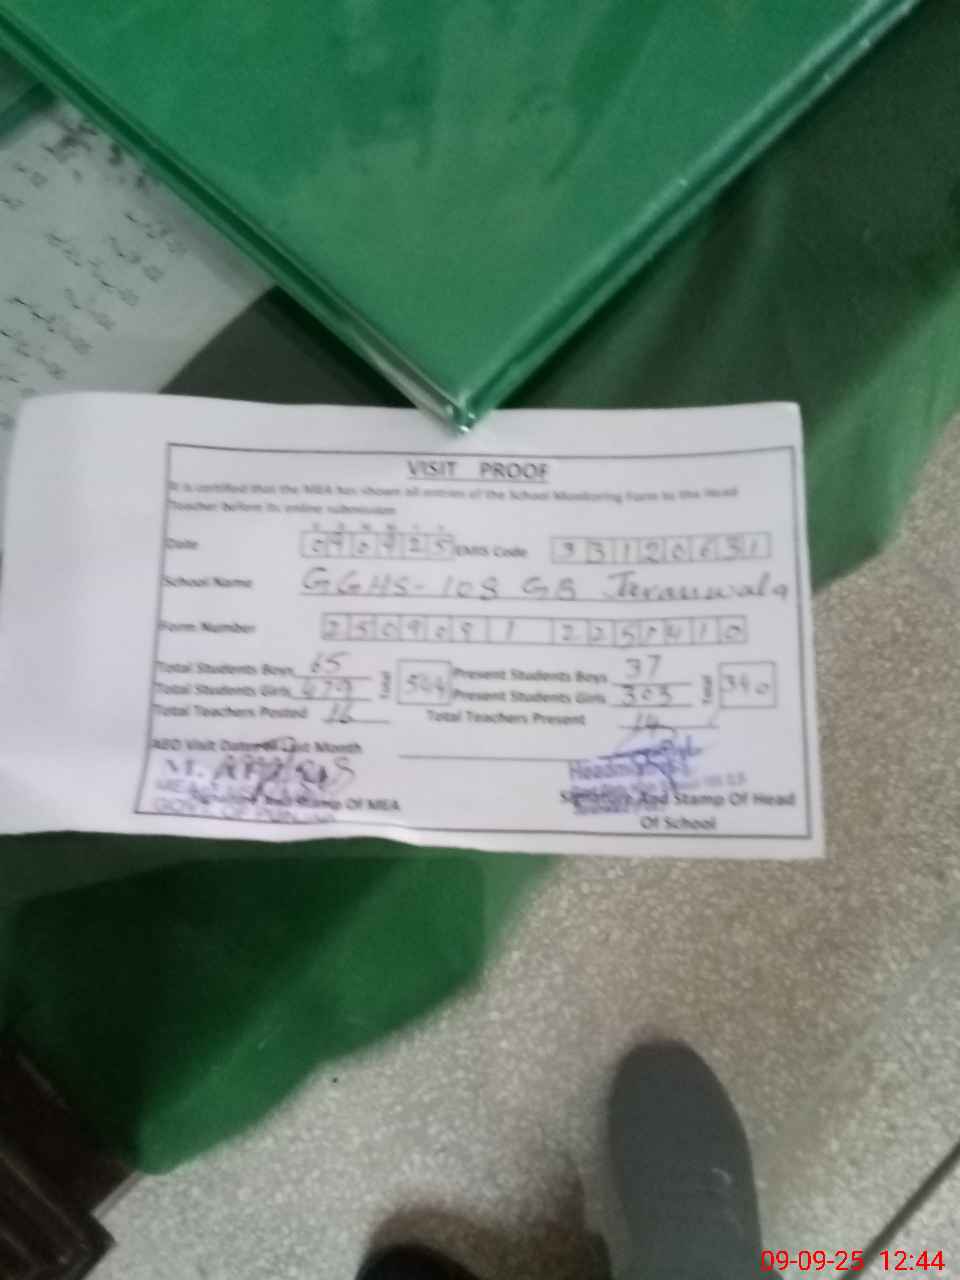 VISIT PROOF
It is certified that the MEA has shown all entries of the School Monitoring Form to the Head
Teacher before its online submission
Date 090925 EMIS Code 33120631
School Name GGHS-108 GB Jaranwala
Form Number 2509091 2250410
Total Students Boys 65 544 Present Students Boys 37 340
Total Students Girls 479 Present Students Girls 303
Total Teachers Posted 16 Total Teachers Present 14
AEO Visit Dates of Last Month
Signature And Stamp Of MEA
Signature And Stamp Of Head
Of School
09-09-25 12:44